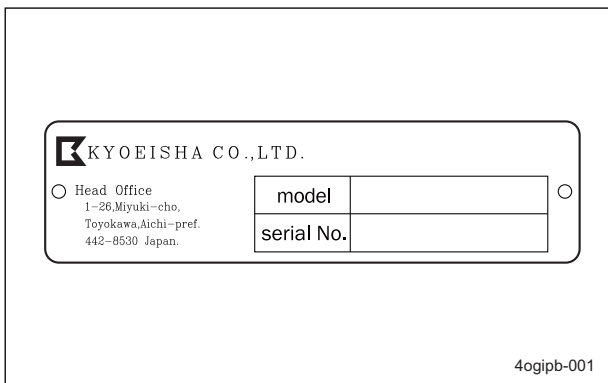 KYOEISHA CO.,LTD.
Head Office
1-26,Miyuki-cho,
Toyokawa,Aichi-pref.
442-8530 Japan.
model
serial No.
4ogipb-001